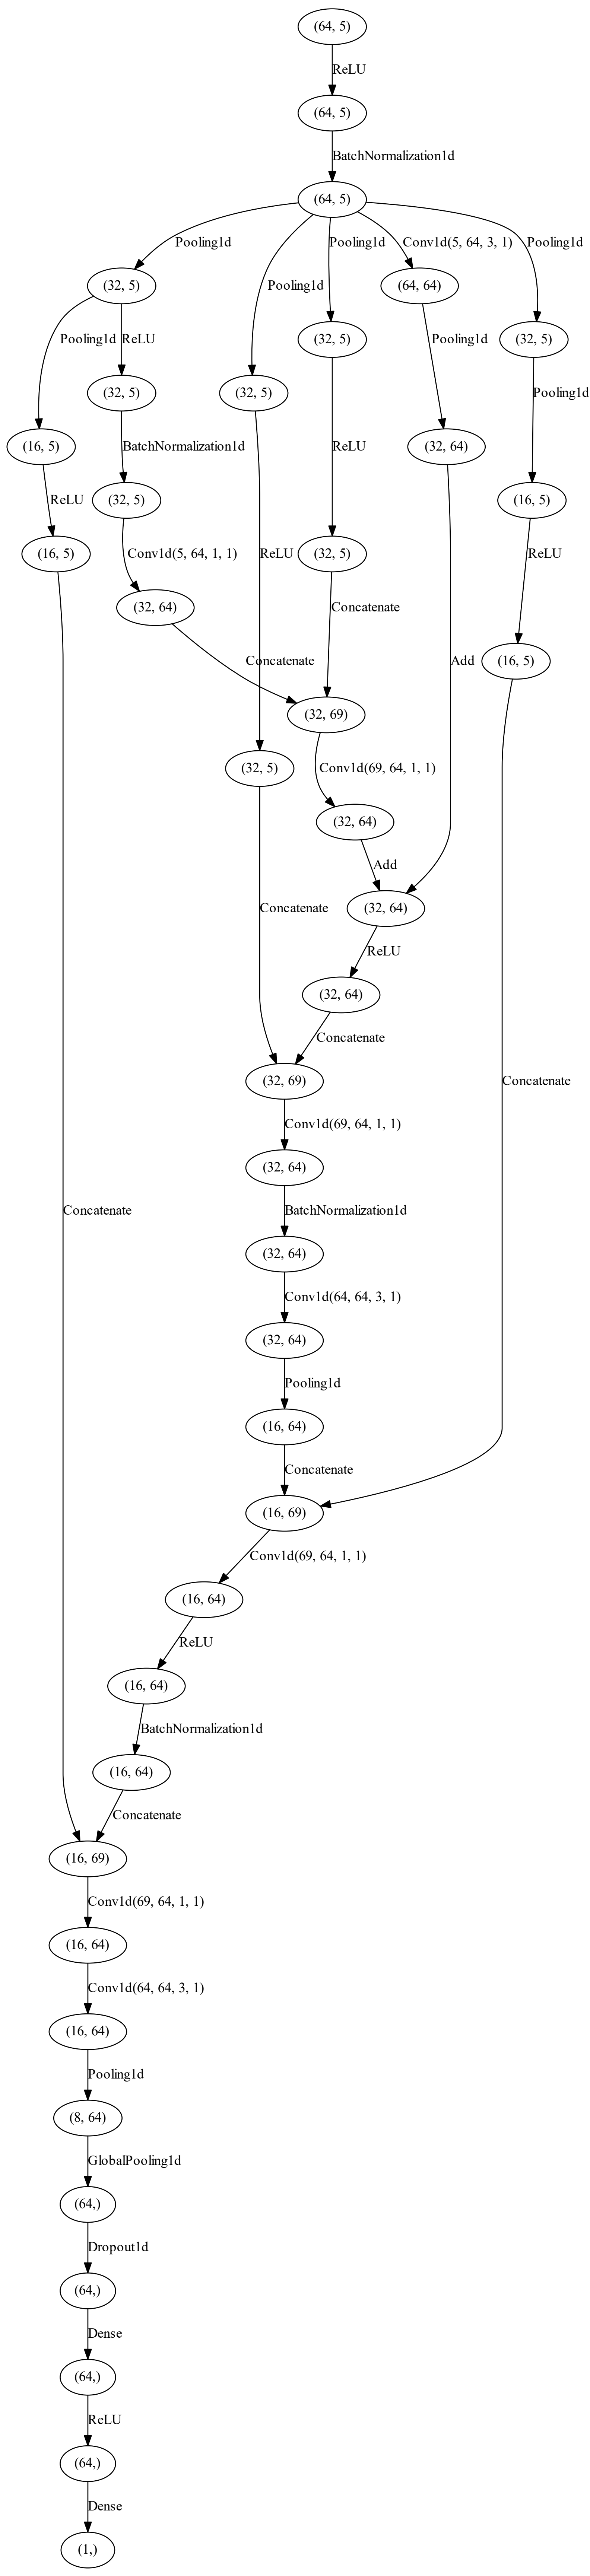 (64, 5)
ReLU
(64, 5)
BatchNormalization1d
(64, 5)
Pooling1d
Pooling1d
Pooling1d
Conv1d(5, 64, 3, 1)
Pooling1d
(32, 5)
(64, 64)
Pooling1d
ReLU
(32, 5)
Pooling1d
(32, 5)
(32, 5)
(32, 5)
Pooling1d
(16, 5)
BatchNormalization1d
ReLU
(32, 64)
ReLU
(32, 5)
(16, 5)
(16, 5)
Conv1d(5, 64, 1, 1)
ReLU
(32, 5)
ReLU
(32, 64)
Concatenate
Concatenate
Add
(16, 5)
(32, 69)
(32, 5)
Conv1d(69, 64, 1, 1)
(32, 64)
Add
Concatenate
(32, 64)
ReLU
(32, 64)
Concatenate
(32, 69)
Concatenate
Conv1d(69, 64, 1, 1)
(32, 64)
Concatenate
BatchNormalization1d
(32, 64)
Conv1d(64, 64, 3, 1)
(32, 64)
Pooling1d
(16, 64)
Concatenate
(16, 69)
Conv1d(69, 64, 1, 1)
(16, 64)
ReLU
(16, 64)
BatchNormalization1d
(16, 64)
Concatenate
(16, 69)
Conv1d(69, 64, 1, 1)
(16, 64)
Conv1d(64, 64, 3, 1)
(16, 64)
Pooling1d
(8, 64)
GlobalPooling1d
(64,)
Dropout1d
(64,)
Dense
(64,)
ReLU
(64,)
Dense
(1,)